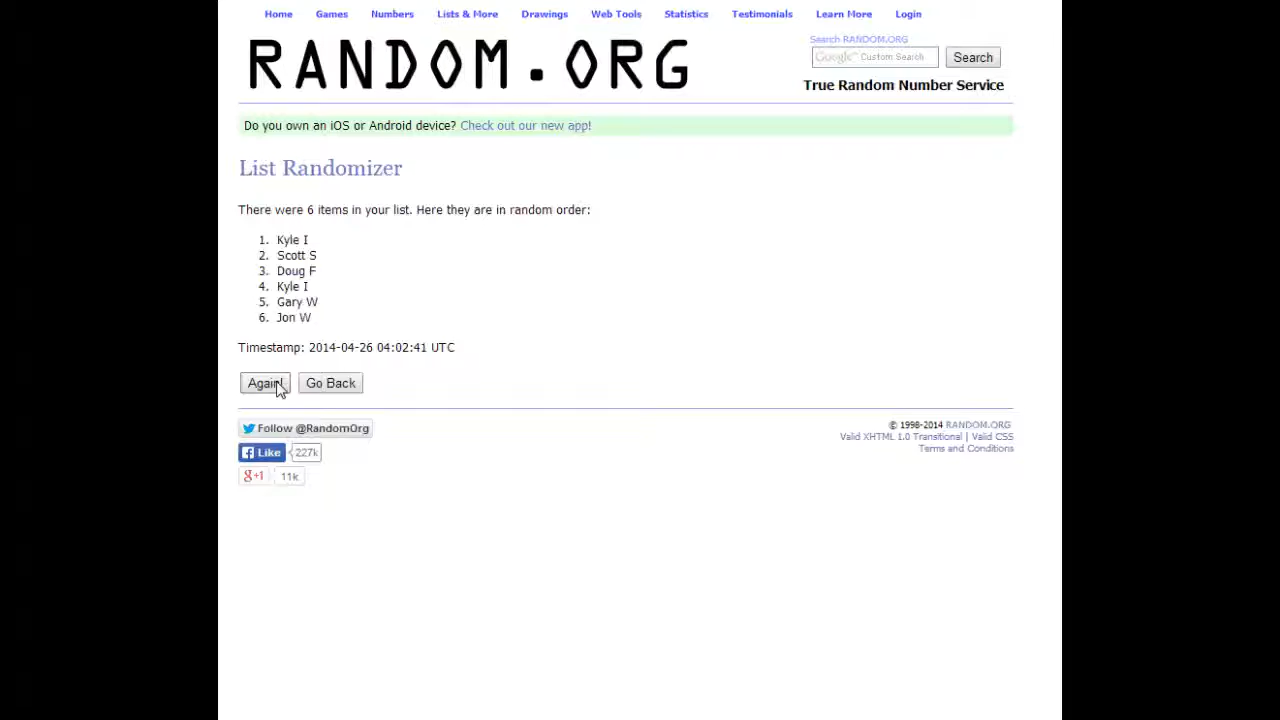 Home Games Numbers Lists & More Drawings Web Tools Statistics Testimonials Learn More Login
RANDOM.ORG
Search RANDOM.ORG
Google™ Custom Search Search
True Random Number Service
Do you own an iOS or Android device? Check out our new app!
List Randomizer
There were 6 items in your list. Here they are in random order:
1. Kyle I
2. Scott S
3. Doug F
4. Kyle I
5. Gary W
6. Jon W
Timestamp: 2014-04-26 04:02:41 UTC
Again! Go Back
Follow @RandomOrg
Like 227k
g+1 11k
© 1998-2014 RANDOM.ORG
Valid XHTML 1.0 Transitional | Valid CSS
Terms and Conditions